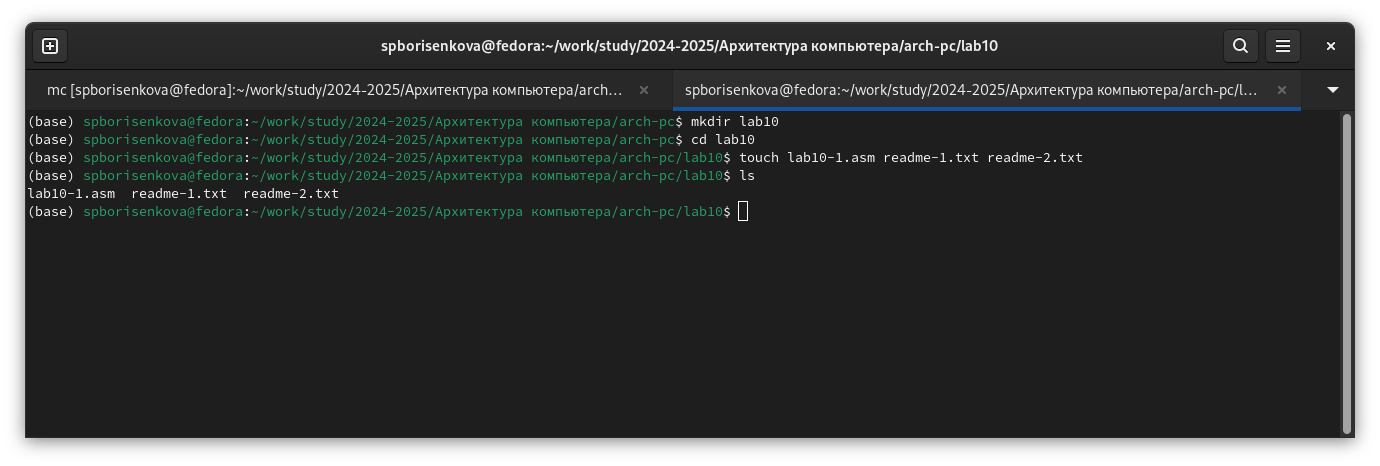 spborisenkova@fedora:~/work/study/2024-2025/Архитектура компьютера/arch-pc/lab10
mc [spborisenkova@fedora]:~/work/study/2024-2025/Архитектура компьютера/arch...
spborisenkova@fedora:~/work/study/2024-2025/Архитектура компьютера/arch-pc/l...
(base) spborisenkova@fedora:~/work/study/2024-2025/Архитектура компьютера/arch-pc$ mkdir lab10
(base) spborisenkova@fedora:~/work/study/2024-2025/Архитектура компьютера/arch-pc$ cd lab10
(base) spborisenkova@fedora:~/work/study/2024-2025/Архитектура компьютера/arch-pc/lab10$ touch lab10-1.asm readme-1.txt readme-2.txt
(base) spborisenkova@fedora:~/work/study/2024-2025/Архитектура компьютера/arch-pc/lab10$ ls
lab10-1.asm  readme-1.txt  readme-2.txt
(base) spborisenkova@fedora:~/work/study/2024-2025/Архитектура компьютера/arch-pc/lab10$